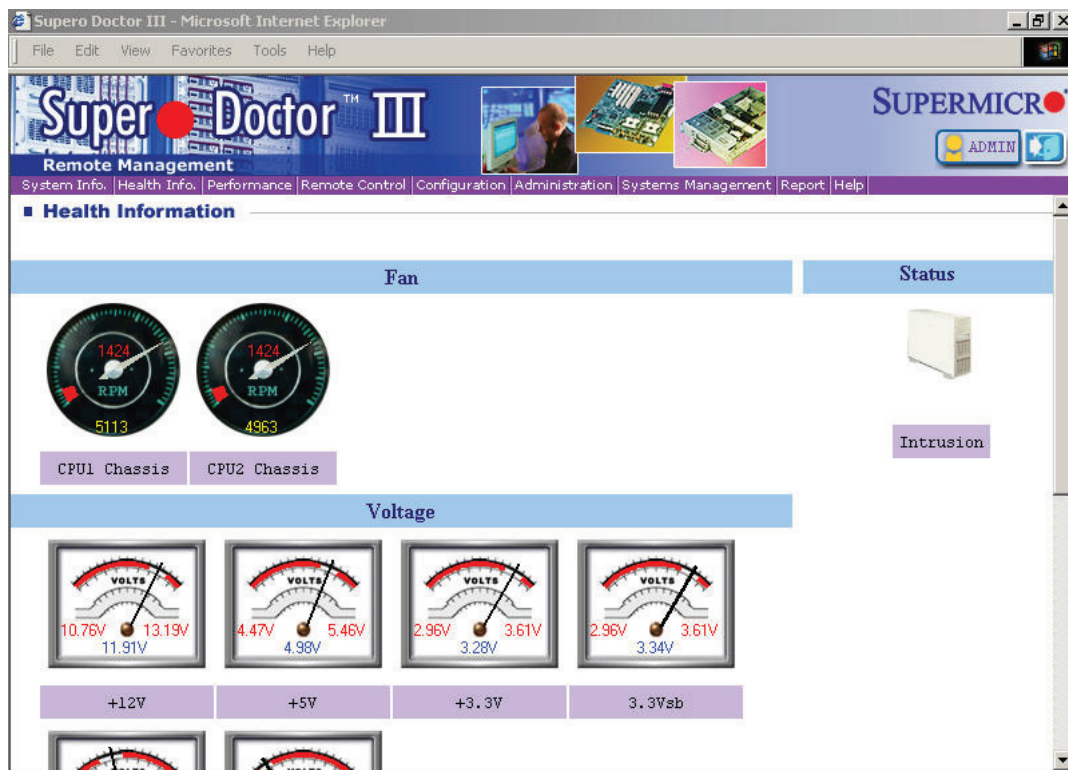 Supero Doctor III - Microsoft Internet Explorer
File Edit View Favorites Tools Help
Super Doctor ™ III
SUPERMICR
Remote Management
ADMIN
System Info. Health Info. Performance Remote Control Configuration Administration Systems Management Report Help
Health Information
Fan
Status
1424
RPM
5113
1424
RPM
4963
CPU1 Chassis
CPU2 Chassis
Intrusion
Voltage
VOLTS
10.76V 13.19V
11.91V
VOLTS
4.47V 5.46V
4.98V
VOLTS
2.96V 3.61V
3.28V
VOLTS
2.96V 3.61V
3.34V
+12V
+5V
+3.3V
3.3Vsb